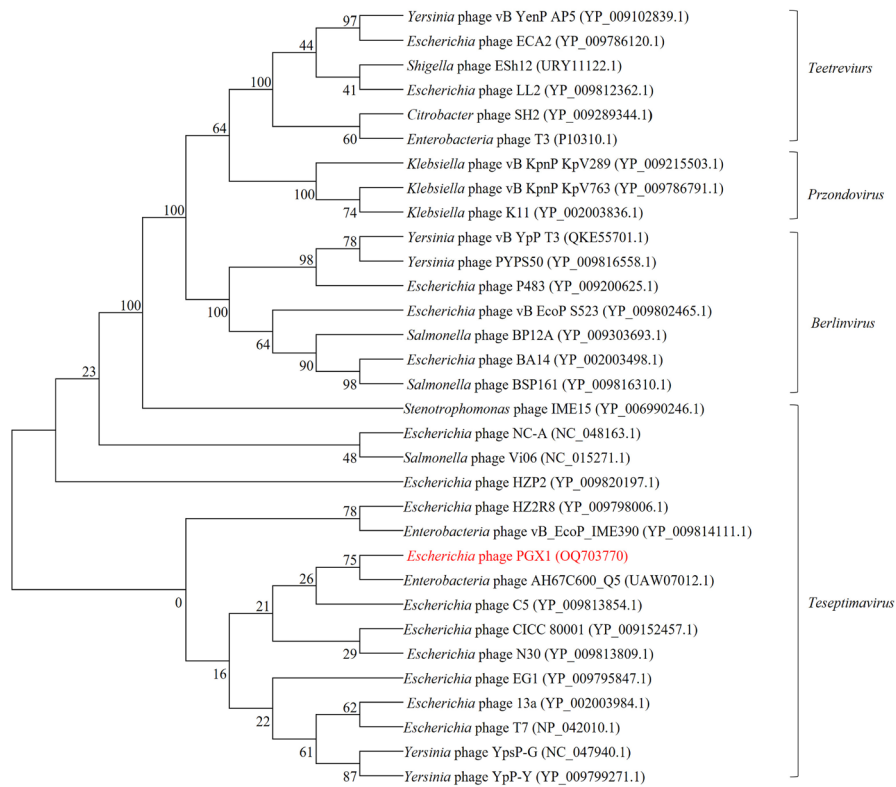 97
Yersinia phage vB YenP AP5 (YP_009102839.1)
Escherichia phage ECA2 (YP_009786120.1)
44
Shigella phage ESh12 (URY11122.1)
Teetreviurs
100
Escherichia phage LL2 (YP_009812362.1)
41
Citrobacter phage SH2 (YP_009289344.1)
64
Enterobacteria phage T3 (P10310.1)
60
Klebsiella phage vB KpnP KpV289 (YP_009215503.1)
Klebsiella phage vB KpnP KpV763 (YP_009786791.1)
Przondovirus
100
Klebsiella phage K11 (YP_002003836.1)
74
100
Yersinia phage vB YpP T3 (QKE55701.1)
78
Yersinia phage PYPS50 (YP_009816558.1)
98
Escherichia phage P483 (YP_009200625.1)
100
100
Escherichia phage vB EcoP S523 (YP_009802465.1)
Berlinvirus
Salmonella phage BP12A (YP_009303693.1)
64
Escherichia phage BA14 (YP_002003498.1)
90
23
Salmonella phage BSP161 (YP_009816310.1)
98
Stenotrophomonas phage IME15 (YP_006990246.1)
Escherichia phage NC-A (NC_048163.1)
Salmonella phage Vi06 (NC_015271.1)
48
Escherichia phage HZP2 (YP_009820197.1)
Escherichia phage HZ2R8 (YP_009798006.1)
78
Enterobacteria phage vB_EcoP_IME390 (YP_009814111.1)
Escherichia phage PGX1 (OQ703770)
75
Enterobacteria phage AH67C600_Q5 (UAW07012.1)
26
0
Escherichia phage C5 (YP_009813854.1)
Teseptimavirus
21
Escherichia phage CICC 80001 (YP_009152457.1)
Escherichia phage N30 (YP_009813809.1)
29
16
Escherichia phage EG1 (YP_009795847.1)
Escherichia phage 13a (YP_002003984.1)
62
22
Escherichia phage T7 (NP_042010.1)
Yersinia phage YpsP-G (NC_047940.1)
61
Yersinia phage YpP-Y (YP_009799271.1)
87